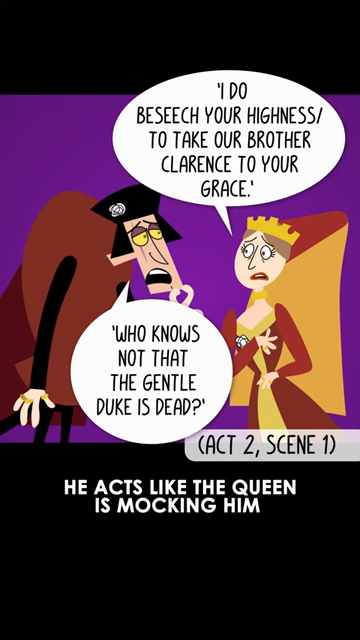 'I DO
BESEECH YOUR HIGHNESS/
TO TAKE OUR BROTHER
CLARENCE TO YOUR
GRACE.'
'WHO KNOWS
NOT THAT
THE GENTLE
DUKE IS DEAD?'
(ACT 2, SCENE 1)
HE ACTS LIKE THE QUEEN
IS MOCKING HIM